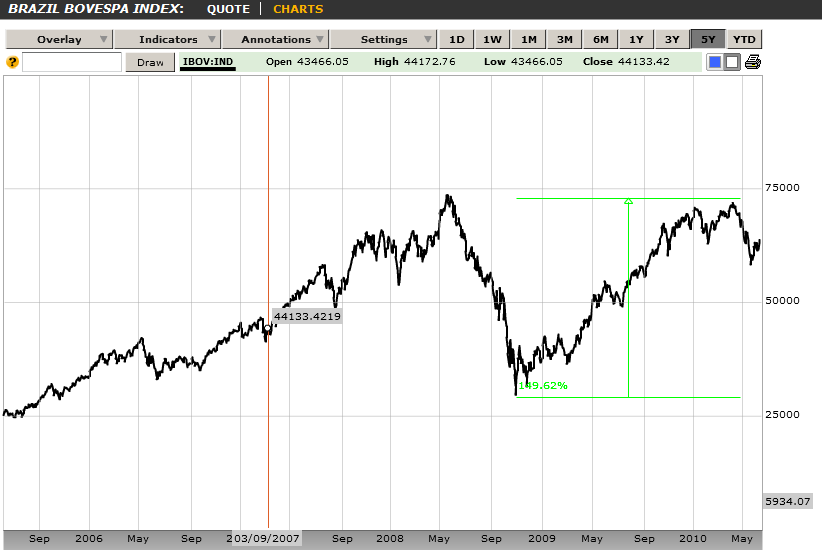 BRAZIL BOVESPA INDEX: QUOTE | CHARTS
Overlay Indicators Annotations Settings 1D 1W 1M 3M 6M 1Y 3Y 5Y YTD
? Draw IBOV:IND Open 43466.05 High 44172.76 Low 43466.05 Close 44133.42
75000
50000
44133.4219
149.62%
25000
5934.07
Sep 2006 May Sep 203/09/2007 Sep 2008 May Sep 2009 May Sep 2010 May